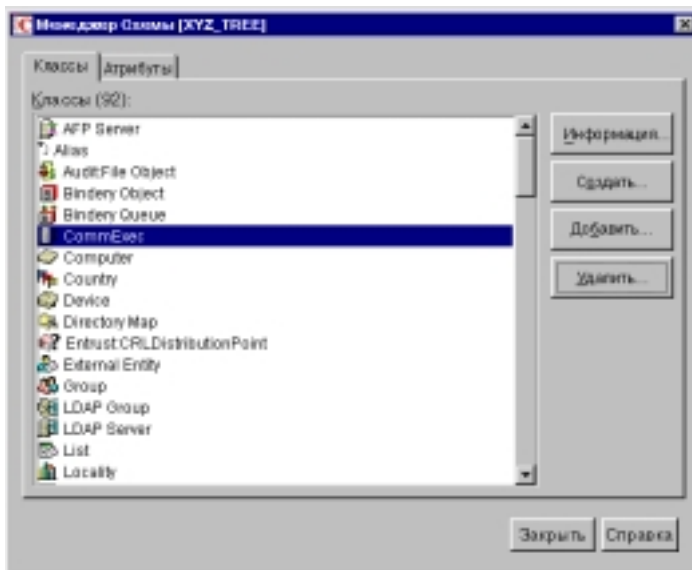 Менеджер Схемы [XYZ_TREE]
Классы
Атрибуты
Классы (92):
AFP Server
Alias
Audit:File Object
Bindery Object
Bindery Queue
CommExec
Computer
Country
Device
Directory Map
Entrust:CRLDistributionPoint
External Entity
Group
LDAP Group
LDAP Server
List
Locality
Информация...
Создать...
Добавить...
Удалить...
Закрыть
Справка